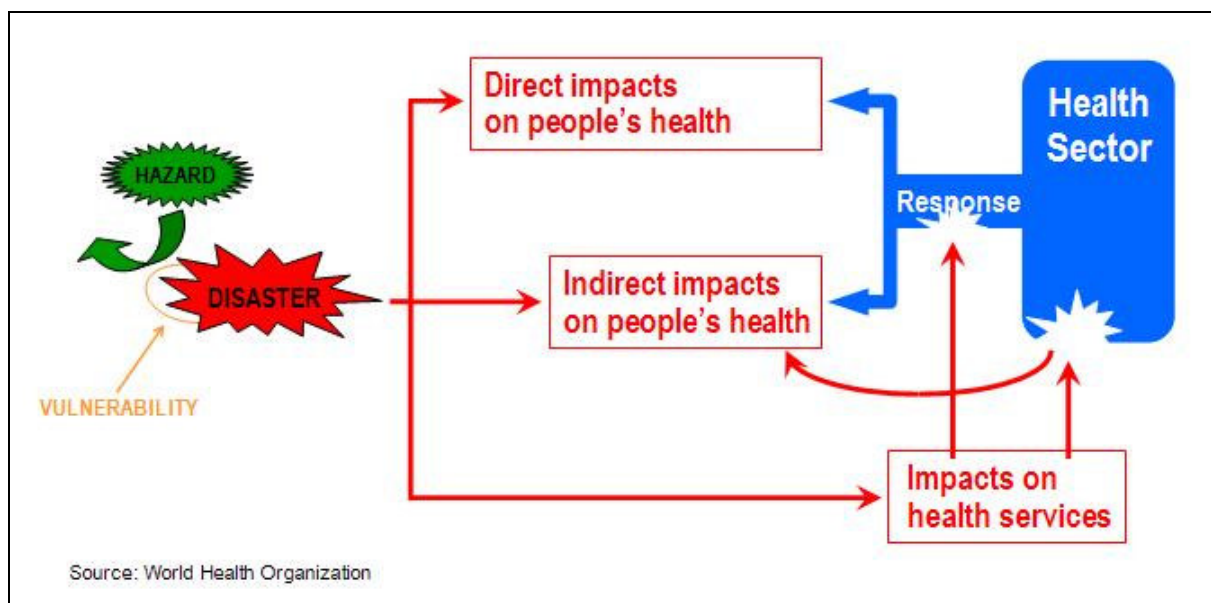 Direct impacts
on people's health
Health
Sector
HAZARD
Response
DISASTER
Indirect impacts
on people's health
VULNERABILITY
Impacts on
health services
Source: World Health Organization